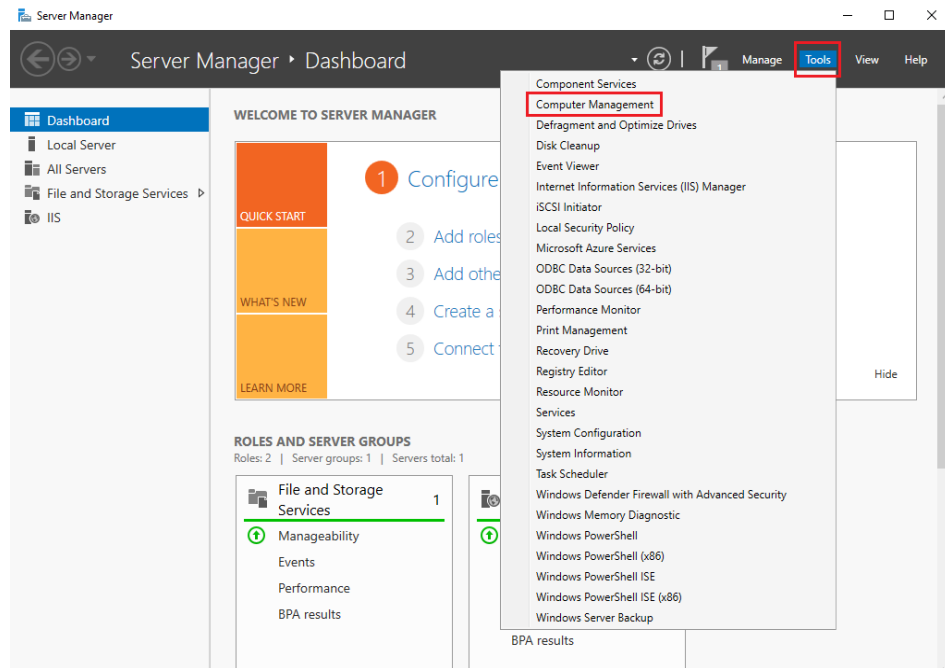 Server Manager
Server Manager ‣ Dashboard
1
Manage
Tools
View
Help
Dashboard
Local Server
All Servers
File and Storage Services
IIS
WELCOME TO SERVER MANAGER
QUICK START
WHAT'S NEW
LEARN MORE
1 Configure
2 Add roles
3 Add othe
4 Create a
5 Connect
Hide
Component Services
Computer Management
Defragment and Optimize Drives
Disk Cleanup
Event Viewer
Internet Information Services (IIS) Manager
iSCSI Initiator
Local Security Policy
Microsoft Azure Services
ODBC Data Sources (32-bit)
ODBC Data Sources (64-bit)
Performance Monitor
Print Management
Recovery Drive
Registry Editor
Resource Monitor
Services
System Configuration
System Information
Task Scheduler
Windows Defender Firewall with Advanced Security
Windows Memory Diagnostic
Windows PowerShell
Windows PowerShell (x86)
Windows PowerShell ISE
Windows PowerShell ISE (x86)
Windows Server Backup
ROLES AND SERVER GROUPS
Roles: 2 | Server groups: 1 | Servers total: 1
File and Storage
Services
1
Manageability
Events
Performance
BPA results
BPA results